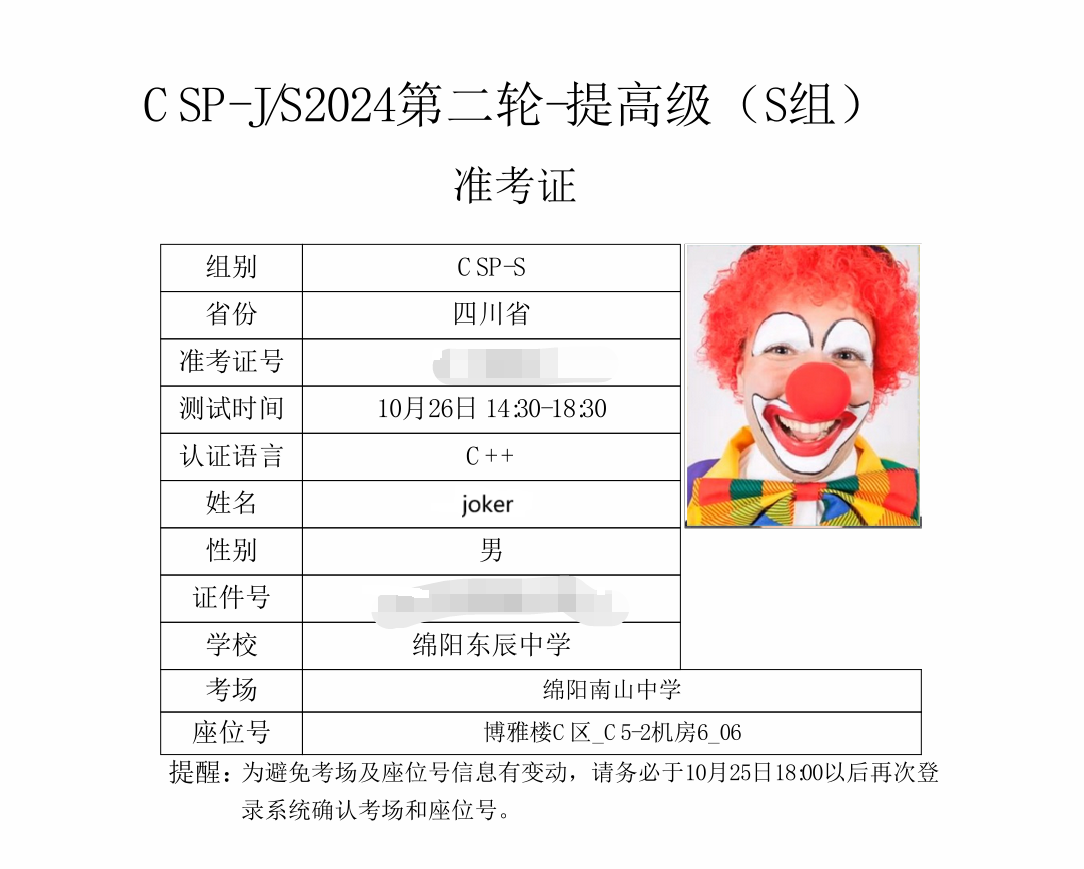 CSP-J/S2024第二轮-提高级（S组）
准考证
组别 CSP-S
省份 四川省
准考证号
测试时间 10月26日 14:30-18:30
认证语言 C++
姓名 joker
性别 男
证件号
学校 绵阳东辰中学
考场 绵阳南山中学
座位号 博雅楼C区_C5-2机房6_06
提醒：为避免考场及座位号信息有变动，请务必于10月25日18:00以后再次登
录系统确认考场和座位号。